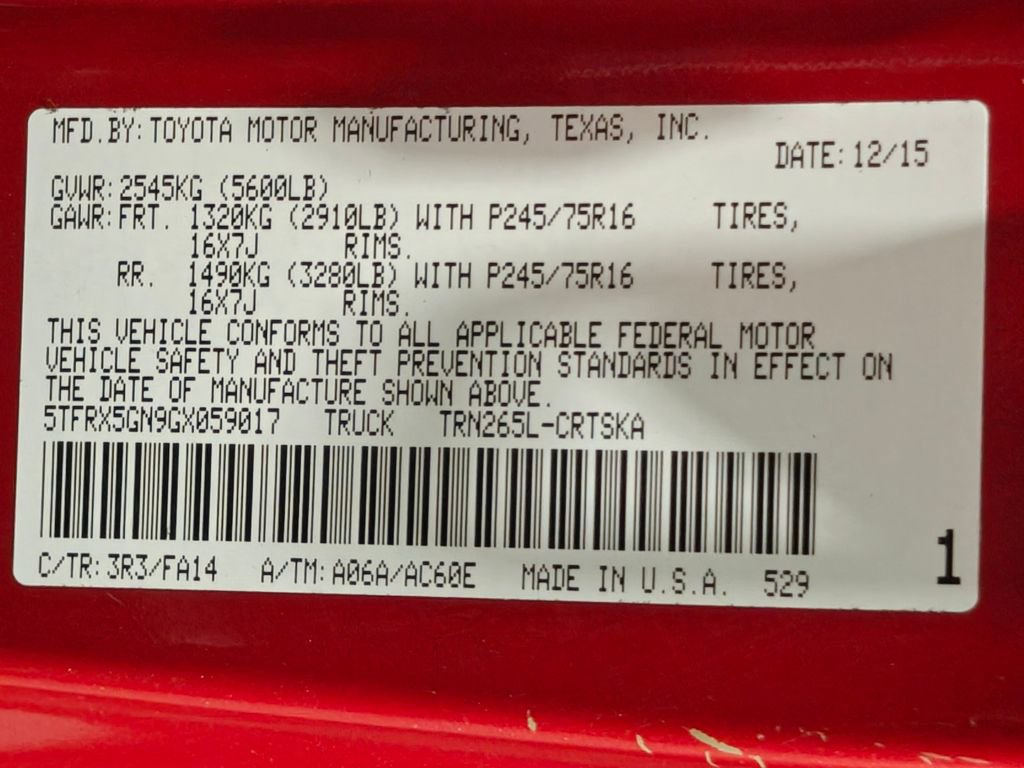 MFD.BY: TOYOTA MOTOR MANUFACTURING, TEXAS, INC.
DATE: 12/15
GVWR: 2545KG (5600LB)
GAWR: FRT. 1320KG (2910LB) WITH P245/75R16 TIRES,
16X7J RIMS.
RR. 1490KG (3280LB) WITH P245/75R16 TIRES,
16X7J RIMS.
THIS VEHICLE CONFORMS TO ALL APPLICABLE FEDERAL MOTOR
VEHICLE SAFETY AND THEFT PREVENTION STANDARDS IN EFFECT ON
THE DATE OF MANUFACTURE SHOWN ABOVE.
5TFRX5GN9GX059017 TRUCK TRN265L-CRTSKA
C/TR: 3R3/FA14 A/TM: A06A/AC60E MADE IN U.S.A. 529
1